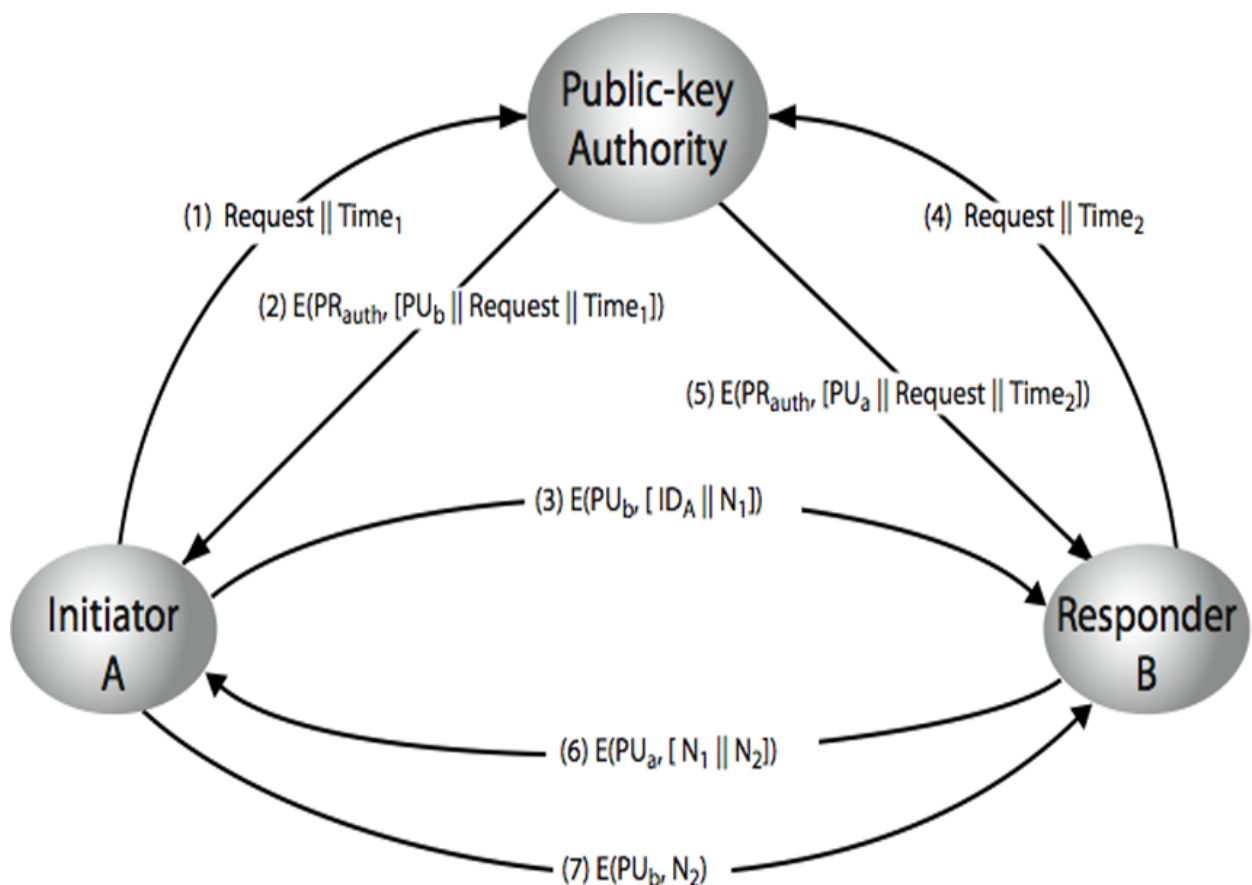 Public-key
Authority
(1) Request || Time₁
(4) Request || Time₂
(2) E(PRauth, [PUb || Request || Time₁])
(5) E(PRauth, [PUa || Request || Time₂])
(3) E(PUb, [ IDA || N₁])
Initiator
A
Responder
B
(6) E(PUa, [ N₁ || N₂])
(7) E(PUb, N₂)